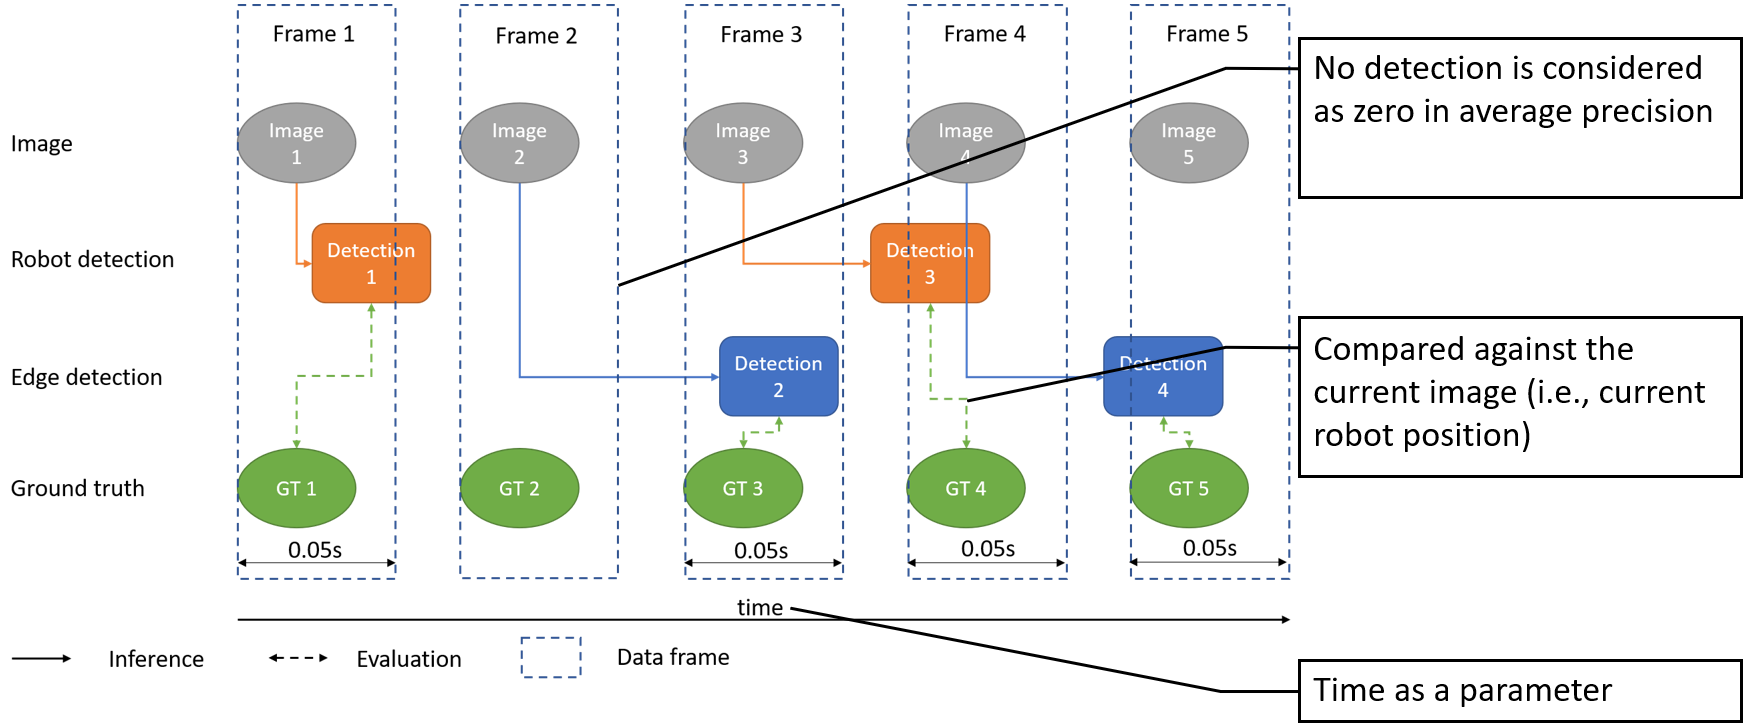 Frame 1
Frame 2
Frame 3
Frame 4
Frame 5
No detection is considered
as zero in average precision
Image
Image
1
Image
2
Image
3
Image
4
Image
5
Robot detection
Detection
1
Detection
3
Compared against the
current image (i.e., current
robot position)
Edge detection
Detection
2
Detection
4
Ground truth
GT 1
GT 2
GT 3
GT 4
GT 5
0.05s
0.05s
0.05s
0.05s
time
Inference
Evaluation
Data frame
Time as a parameter